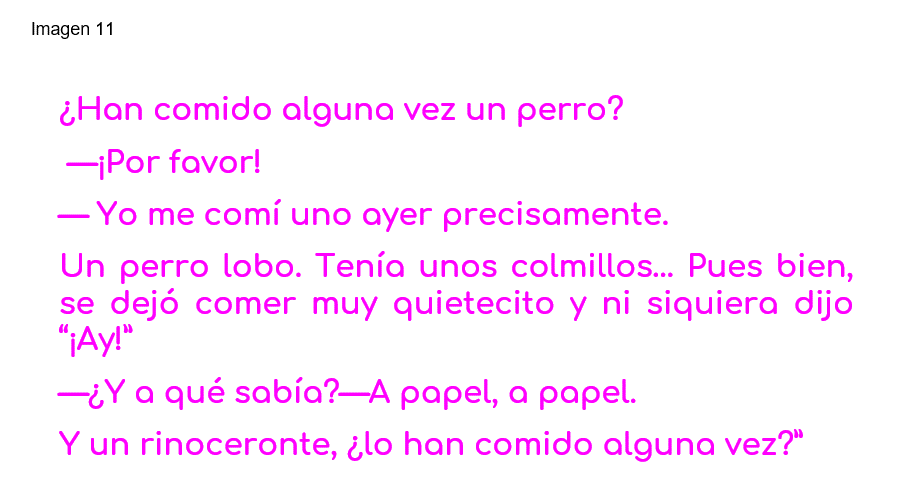 Imagen 11
¿Han comido alguna vez un perro?
—¡Por favor!
— Yo me comí uno ayer precisamente.
Un perro lobo. Tenía unos colmillos... Pues bien,
se dejó comer muy quietecito y ni siquiera dijo
“¡Ay!”
—¿Y a qué sabía?—A papel, a papel.
Y un rinoceronte, ¿lo han comido alguna vez?”